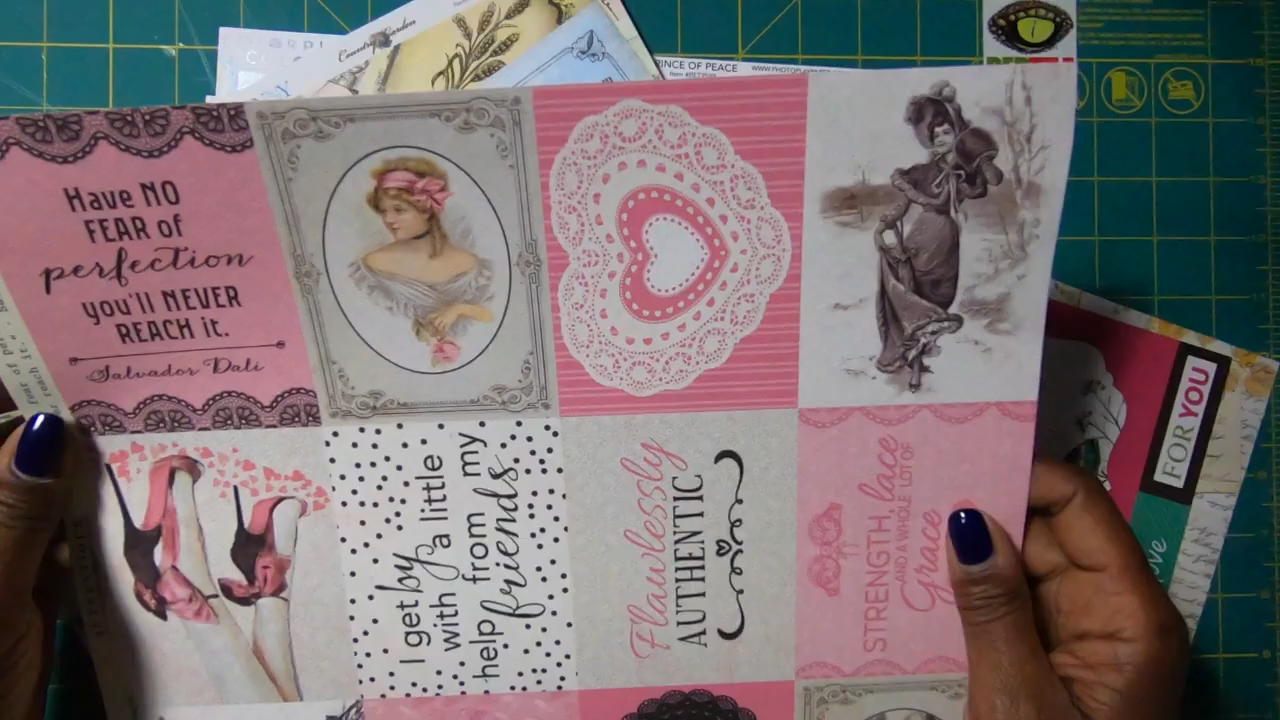 Country Garden
PRINCE OF PEACE
Have NO
FEAR of
perfection
you'll NEVER
REACH it.
Salvador Dali
I get by
with a little
help from my
friends
Flawlessly
AUTHENTIC
STRENGTH, lace
AND A WHOLE LOT OF
Grace
FOR YOU